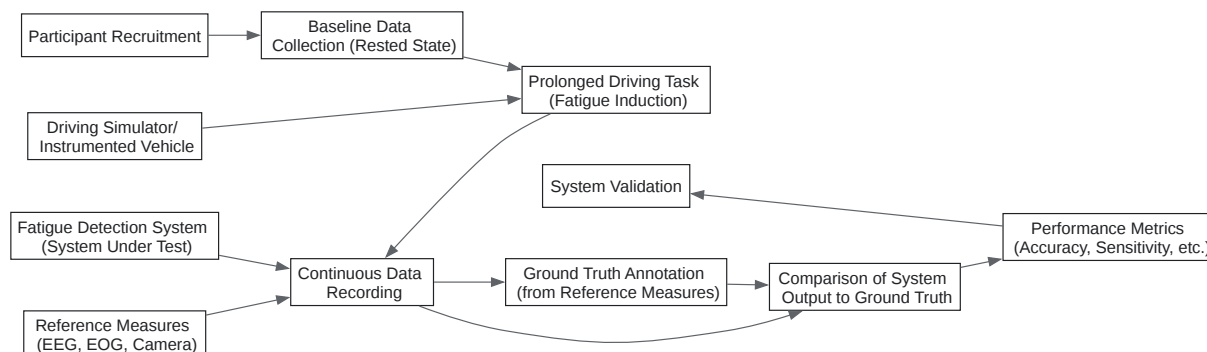 Participant Recruitment
Baseline Data
Collection (Rested State)
Prolonged Driving Task
(Fatigue Induction)
Driving Simulator/
Instrumented Vehicle
System Validation
Fatigue Detection System
(System Under Test)
Performance Metrics
(Accuracy, Sensitivity, etc.)
Continuous Data
Recording
Ground Truth Annotation
(from Reference Measures)
Comparison of System
Output to Ground Truth
Reference Measures
(EEG, EOG, Camera)